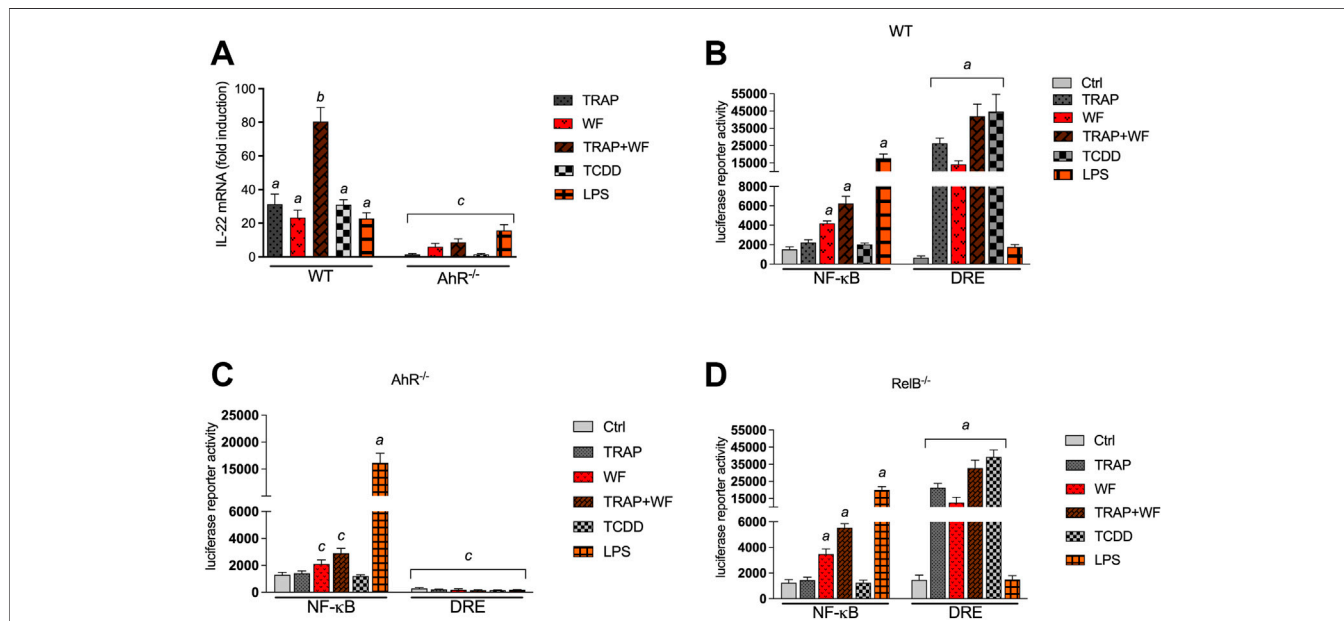 A
IL-22 mRNA (fold induction)
100
80
60
40
20
0
a
a
b
a
a
c
WT
AhR-/-
TRAP
WF
TRAP+WF
TCDD
LPS
B
WT
luciferase reporter activity
55000
45000
35000
25000
15000
8000
6000
4000
2000
0
a
a
a
a
NF-κB
DRE
Ctrl
TRAP
WF
TRAP+WF
TCDD
LPS
C
AhR-/-
luciferase reporter activity
25000
20000
15000
10000
6000
4000
2000
0
c
c
a
c
NF-κB
DRE
Ctrl
TRAP
WF
TRAP+WF
TCDD
LPS
D
RelB-/-
luciferase reporter activity
55000
45000
35000
25000
15000
6000
4000
2000
0
a
a
a
a
NF-κB
DRE
Ctrl
TRAP
WF
TRAP+WF
TCDD
LPS